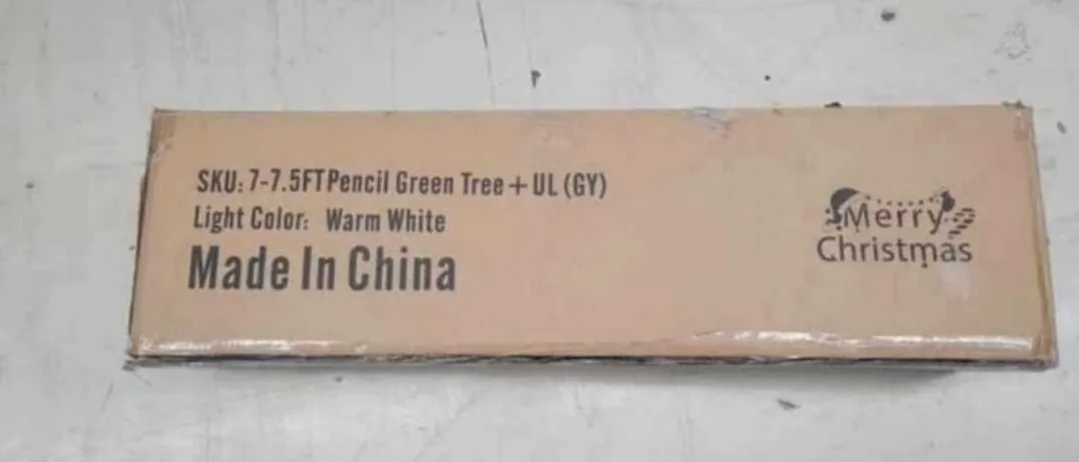 SKU: 7-7.5FT Pencil Green Tree + UL (GY)
Light Color: Warm White
Made In China
Merry
Christmas